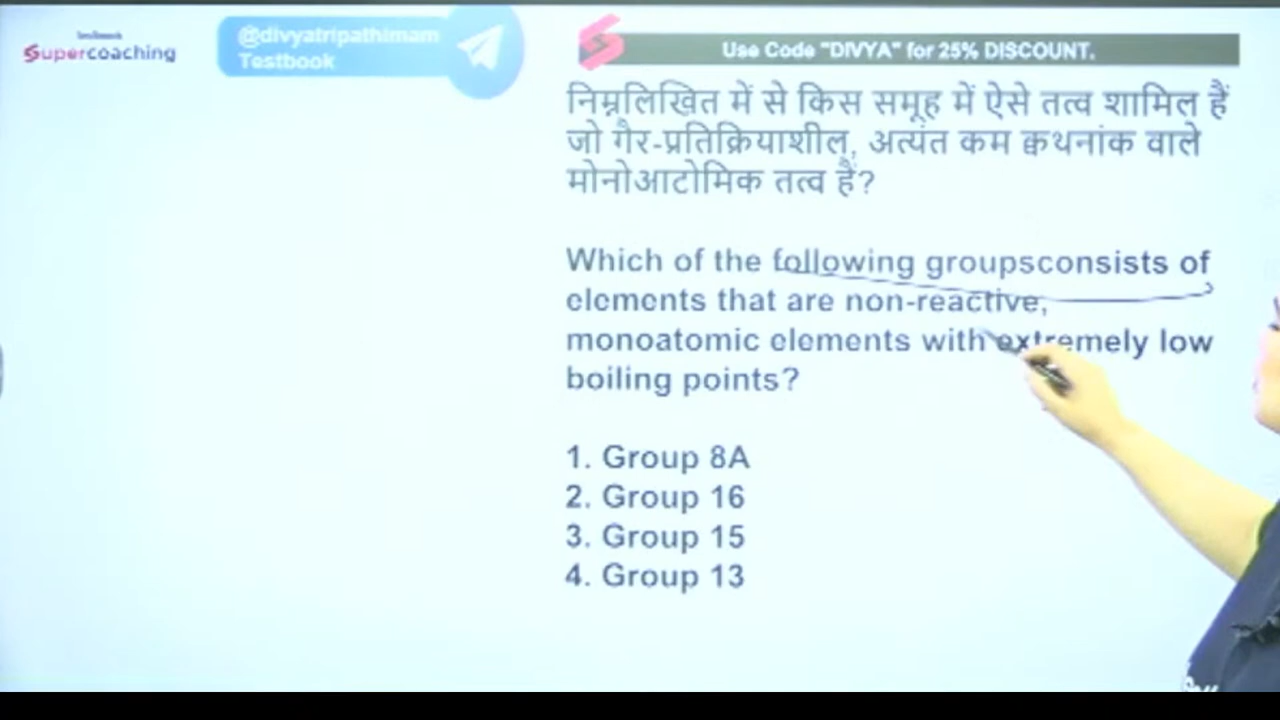 testbook
Supercoaching
@divyatripathimam
Testbook
Use Code "DIVYA" for 25% DISCOUNT.
निम्नलिखित में से किस समूह में ऐसे तत्व शामिल हैं
जो गैर-प्रतिक्रियाशील, अत्यंत कम क्वथनांक वाले
मोनोआटोमिक तत्व हैं?
Which of the following groupsconsists of
elements that are non-reactive,
monoatomic elements with extremely low
boiling points?
1. Group 8A
2. Group 16
3. Group 15
4. Group 13